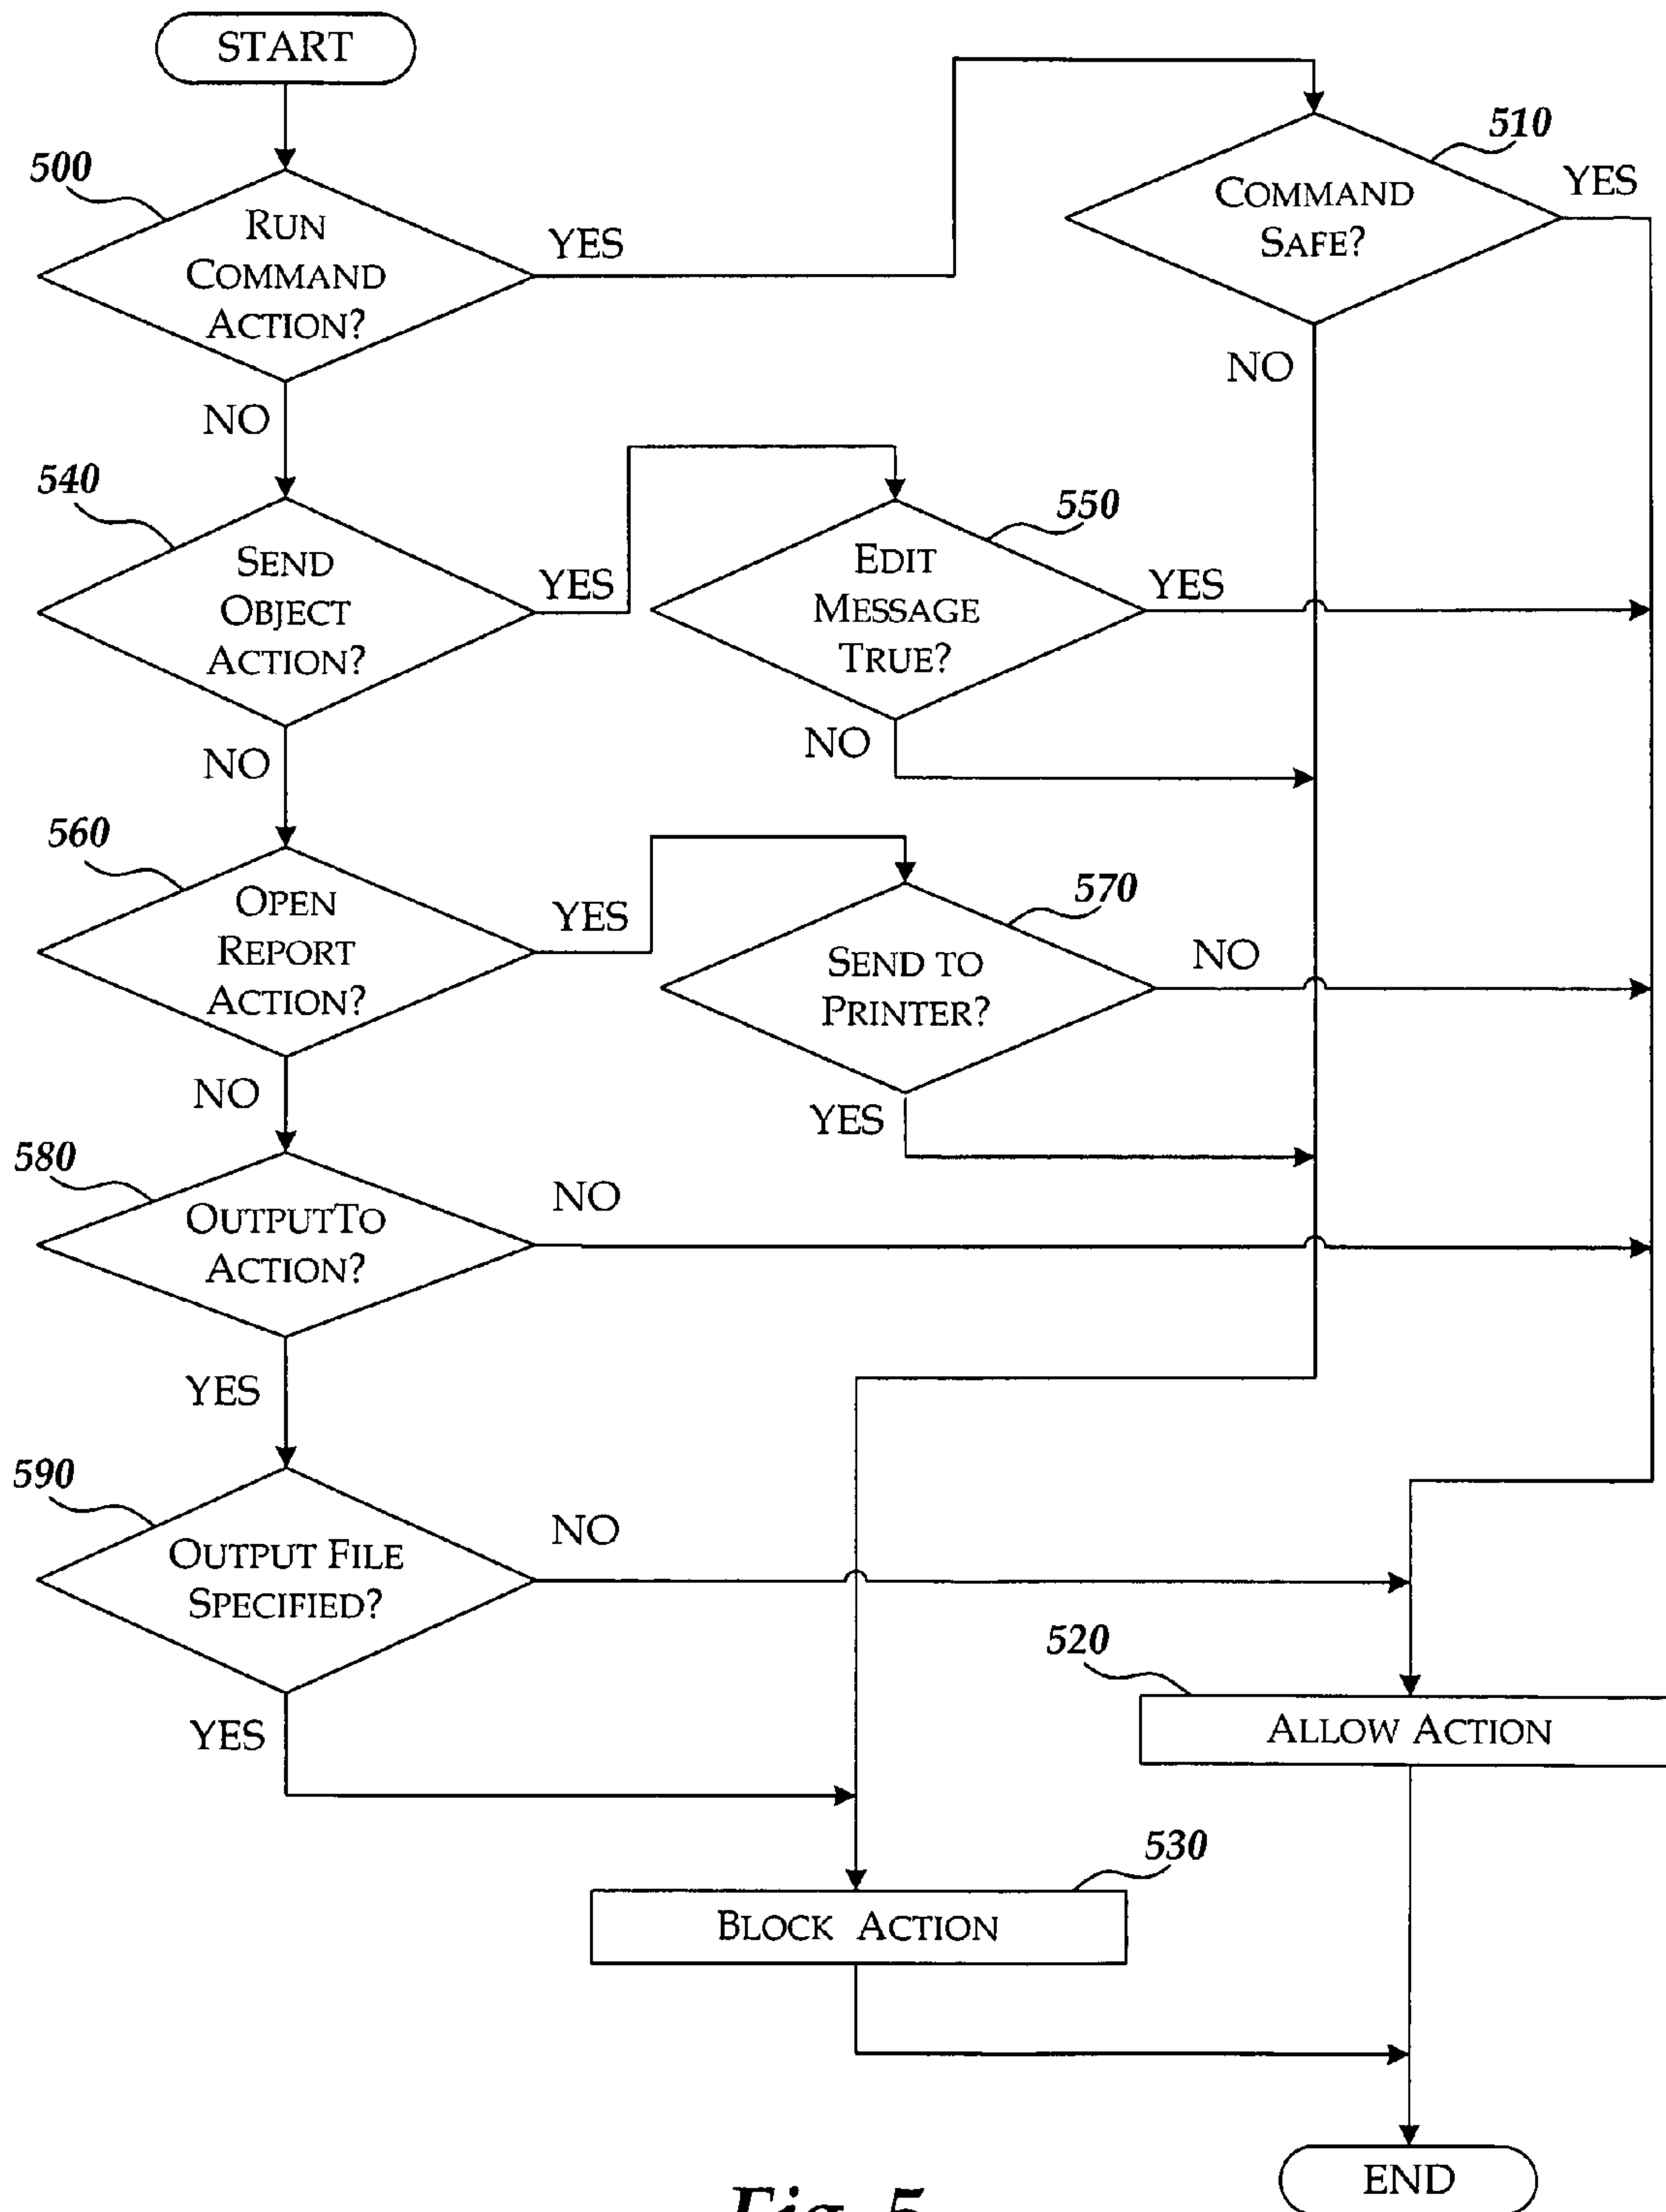 START
500
RUN
COMMAND
ACTION?
YES
NO
510
COMMAND
SAFE?
YES
NO
540
SEND
OBJECT
ACTION?
YES
NO
550
EDIT
MESSAGE
TRUE?
YES
NO
560
OPEN
REPORT
ACTION?
YES
NO
570
SEND TO
PRINTER?
NO
YES
580
OUTPUTTO
ACTION?
NO
YES
590
OUTPUT FILE
SPECIFIED?
NO
YES
520
ALLOW ACTION
530
BLOCK ACTION
END
Fig. 5